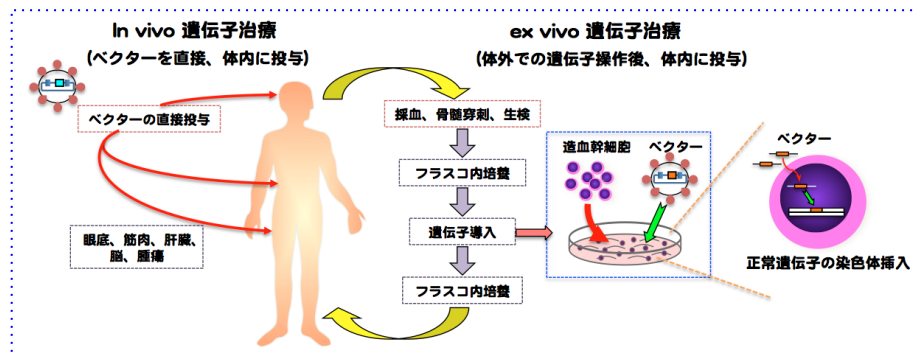 In vivo 遺伝子治療
(ベクターを直接、体内に投与)
ベクターの直接投与
眼底、筋肉、肝臓、
脳、腫瘍
ex vivo 遺伝子治療
(体外での遺伝子操作後、体内に投与)
採血、骨髄穿刺、生検
フラスコ内培養
遺伝子導入
フラスコ内培養
造血幹細胞
ベクター
ベクター
正常遺伝子の染色体挿入